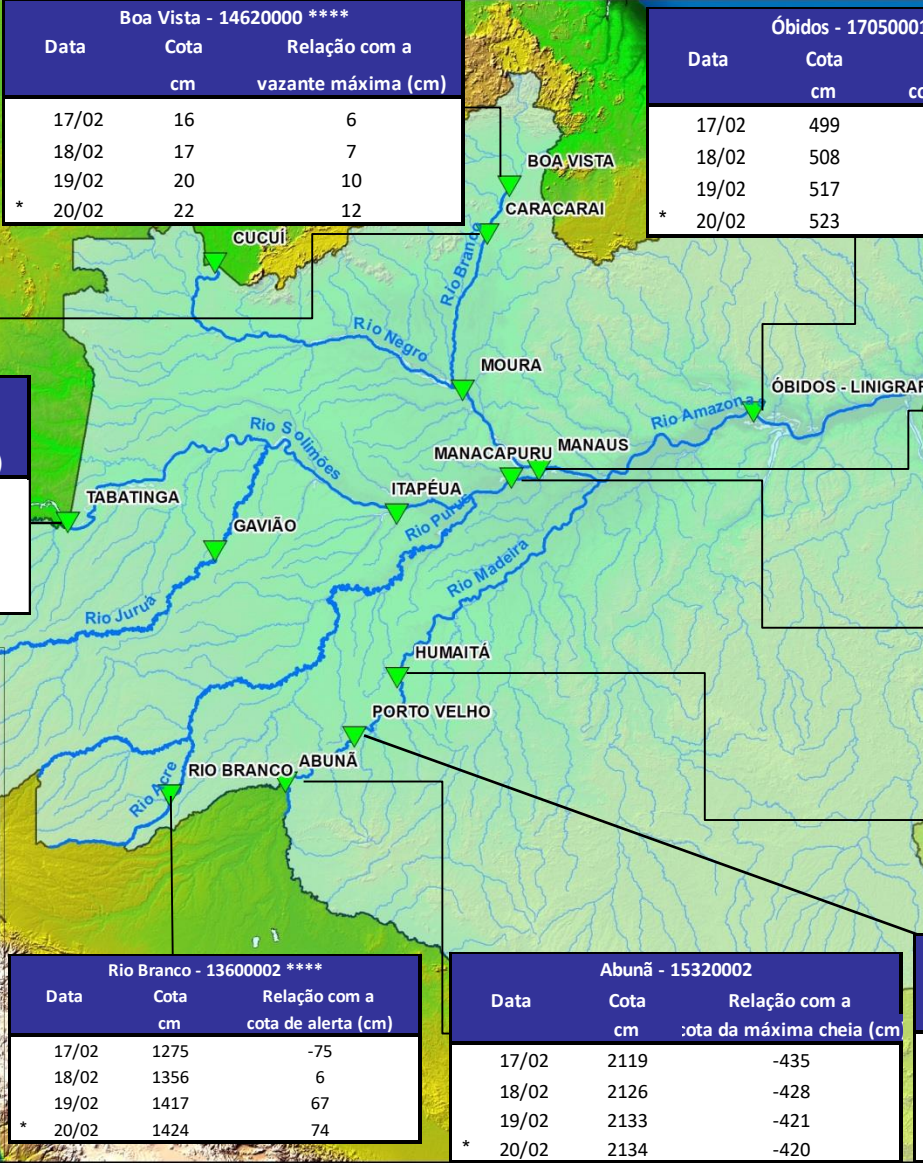 Boa Vista - 14620000 ****
Data Cota Relação com a
cm vazante máxima (cm)
17/02 16 6
18/02 17 7
19/02 20 10
* 20/02 22 12
Óbidos - 17050001
Data Cota
cm
17/02 499
18/02 508
19/02 517
* 20/02 523
BOA VISTA
CARACARAI
CUCUÍ
Rio Branco
Rio Negro
MOURA
ÓBIDOS - LINIGRAF
Rio Amazonas
Rio Solimões
MANACAPURU
MANAUS
)
TABATINGA
ITAPÉUA
GAVIÃO
Rio Purus
Rio Madeira
Rio Juruá
HUMAITÁ
PORTO VELHO
RIO BRANCO
ABUNÃ
Rio Acre
Rio Branco - 13600002 ****
Data Cota Relação com a
cm cota de alerta (cm)
17/02 1275 -75
18/02 1356 6
19/02 1417 67
* 20/02 1424 74
Abunã - 15320002
Data Cota Relação com a
cm cota da máxima cheia (cm)
17/02 2119 -435
18/02 2126 -428
19/02 2133 -421
* 20/02 2134 -420